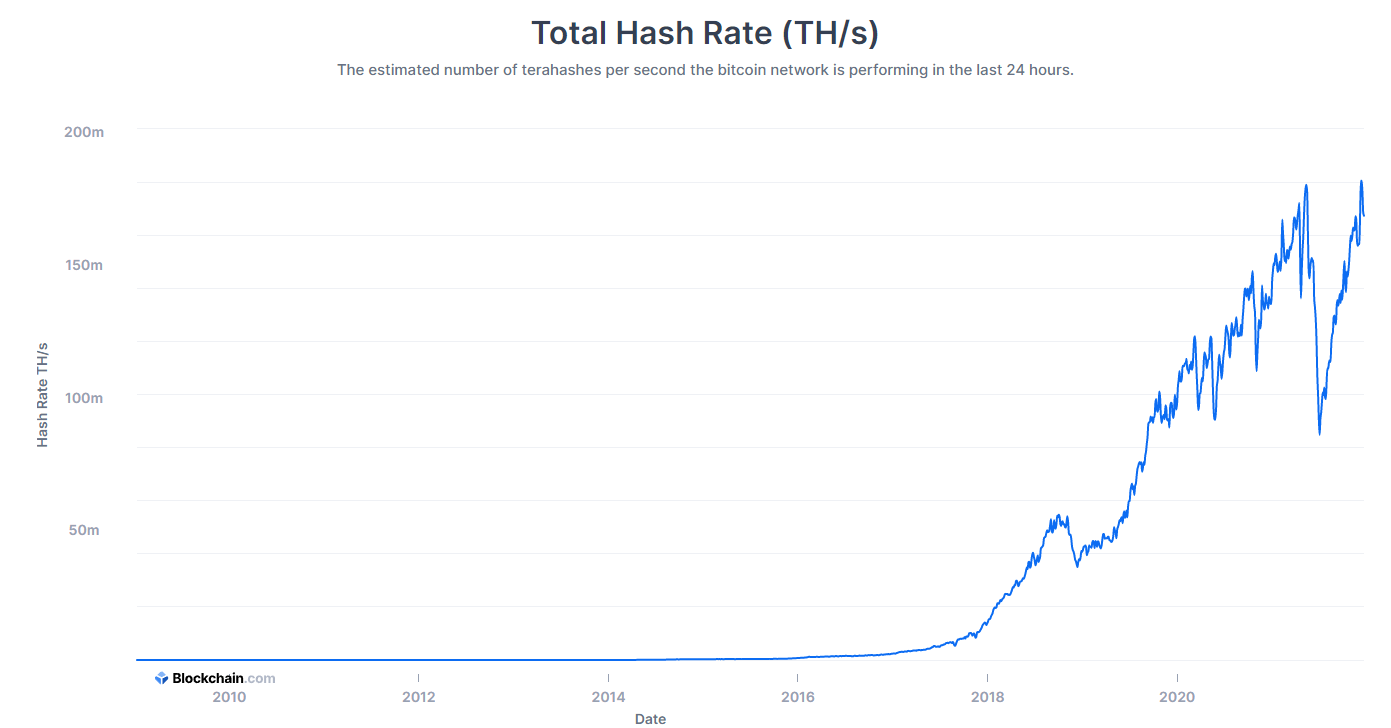 Total Hash Rate (TH/s)
The estimated number of terahashes per second the bitcoin network is performing in the last 24 hours.
200m
150m
100m
50m
Hash Rate TH/s
Blockchain.com
2010 2012 2014 2016 2018 2020
Date